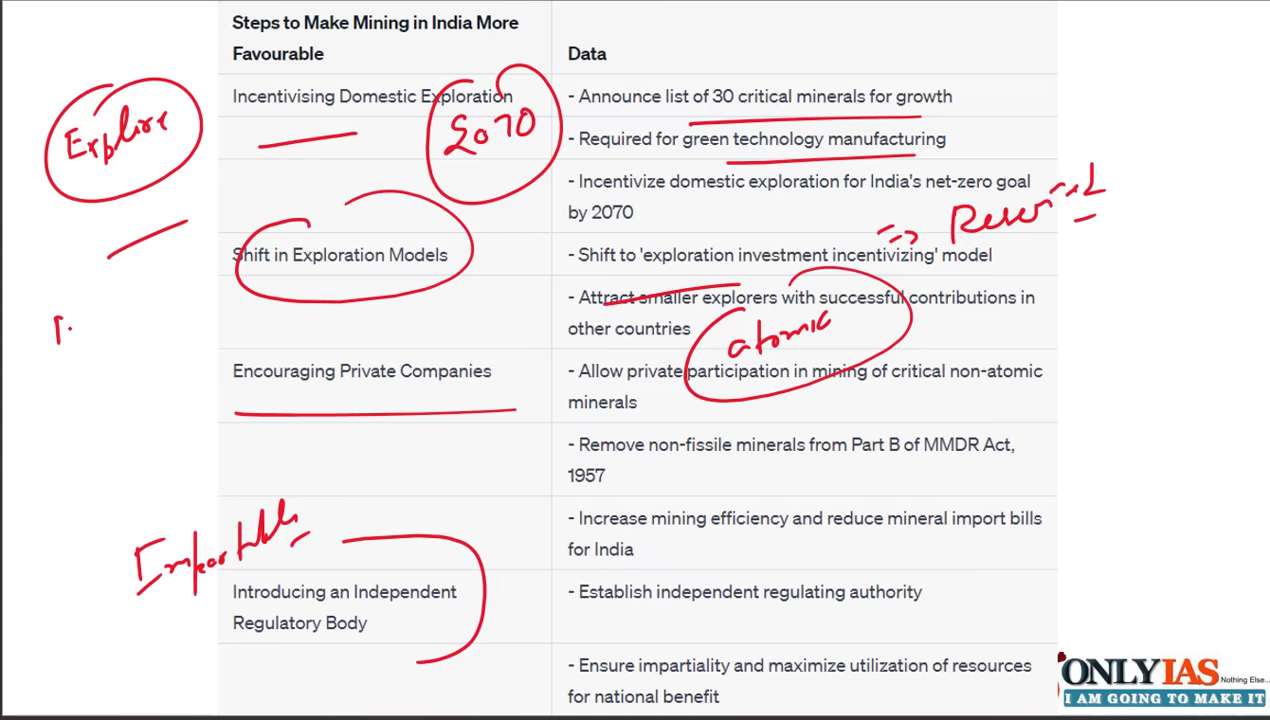 Steps to Make Mining in India More
Favourable
Data
Incentivising Domestic Exploration
- Announce list of 30 critical minerals for growth
- Required for green technology manufacturing
- Incentivize domestic exploration for India's net-zero goal
by 2070
Shift in Exploration Models
- Shift to 'exploration investment incentivizing' model
- Attract smaller explorers with successful contributions in
other countries
Encouraging Private Companies
- Allow private participation in mining of critical non-atomic
minerals
- Remove non-fissile minerals from Part B of MMDR Act,
1957
- Increase mining efficiency and reduce mineral import bills
for India
Introducing an Independent
Regulatory Body
- Establish independent regulating authority
- Ensure impartiality and maximize utilization of resources
for national benefit
Explore
2070
atomic
ONLYIAS
Nothing Else...
I AM GOING TO MAKE IT